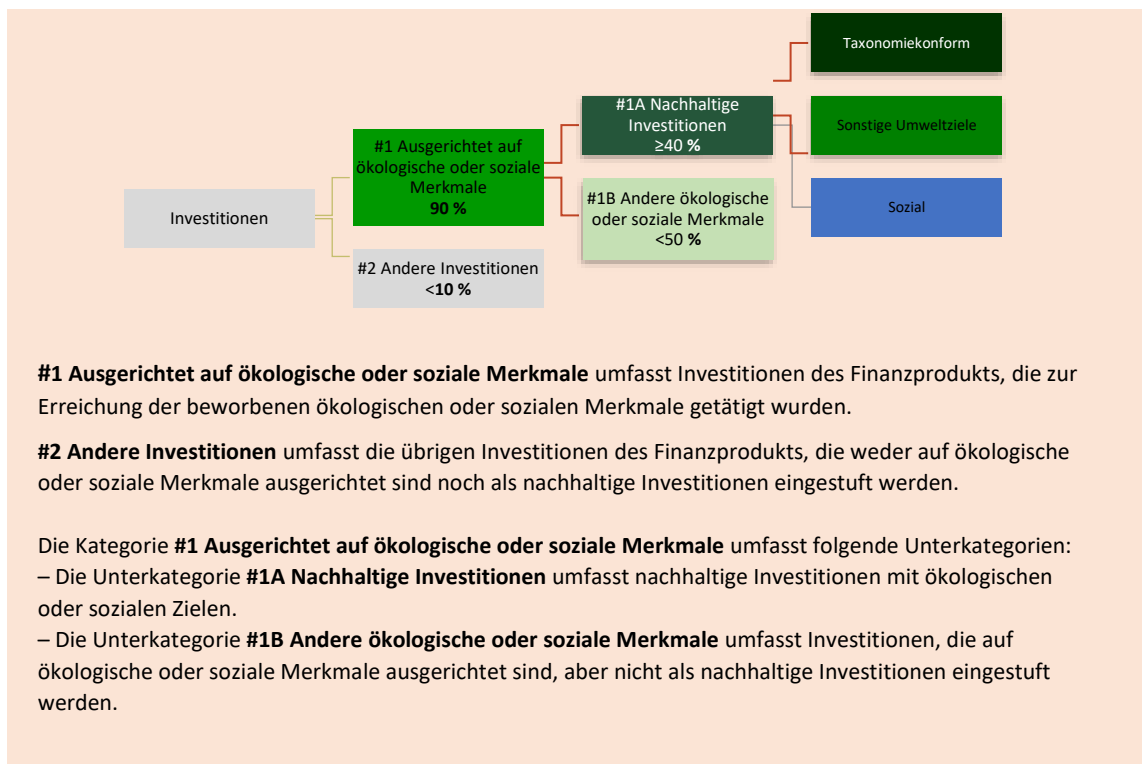 Taxonomiekonform
#1A Nachhaltige
Investitionen
≥40 %
Sonstige Umweltziele
#1 Ausgerichtet auf
ökologische oder soziale
Merkmale
90 %
#1B Andere ökologische
oder soziale Merkmale
<50 %
Sozial
Investitionen
#2 Andere Investitionen
<10 %
#1 Ausgerichtet auf ökologische oder soziale Merkmale umfasst Investitionen des Finanzprodukts, die zur
Erreichung der beworbenen ökologischen oder sozialen Merkmale getätigt wurden.
#2 Andere Investitionen umfasst die übrigen Investitionen des Finanzprodukts, die weder auf ökologische
oder soziale Merkmale ausgerichtet sind noch als nachhaltige Investitionen eingestuft werden.
Die Kategorie #1 Ausgerichtet auf ökologische oder soziale Merkmale umfasst folgende Unterkategorien:
– Die Unterkategorie #1A Nachhaltige Investitionen umfasst nachhaltige Investitionen mit ökologischen
oder sozialen Zielen.
– Die Unterkategorie #1B Andere ökologische oder soziale Merkmale umfasst Investitionen, die auf
ökologische oder soziale Merkmale ausgerichtet sind, aber nicht als nachhaltige Investitionen eingestuft
werden.